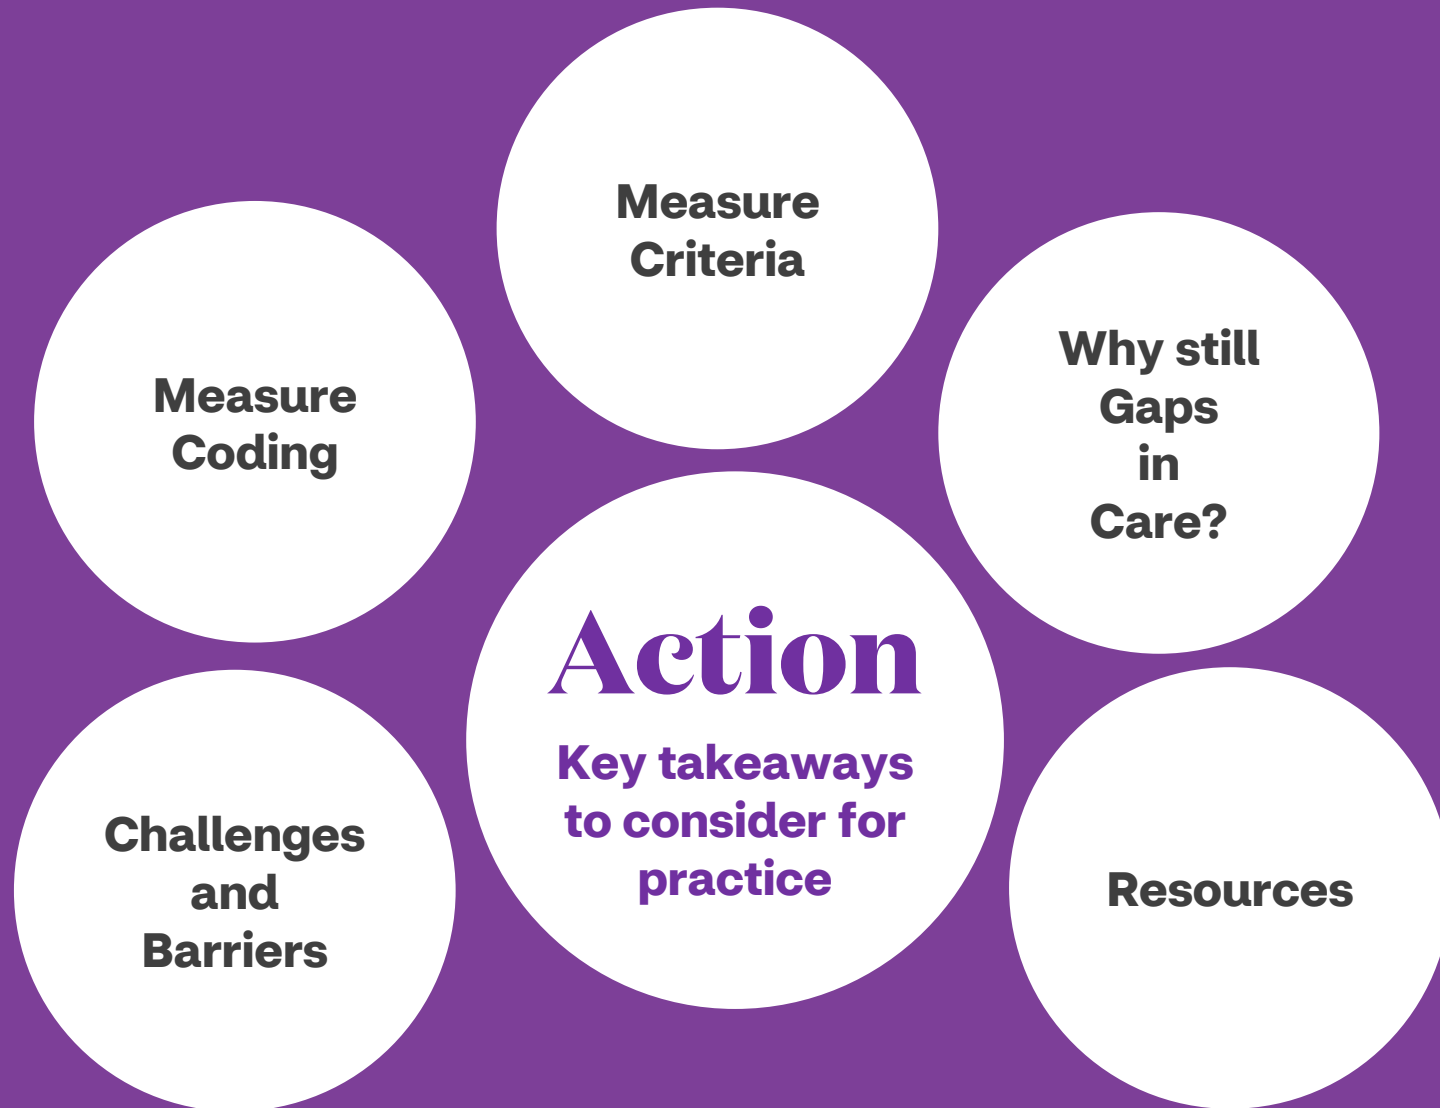 Measure
Criteria
Measure
Coding
Why still
Gaps
in
Care?
Action
Key takeaways
to consider for
practice
Challenges
and
Barriers
Resources